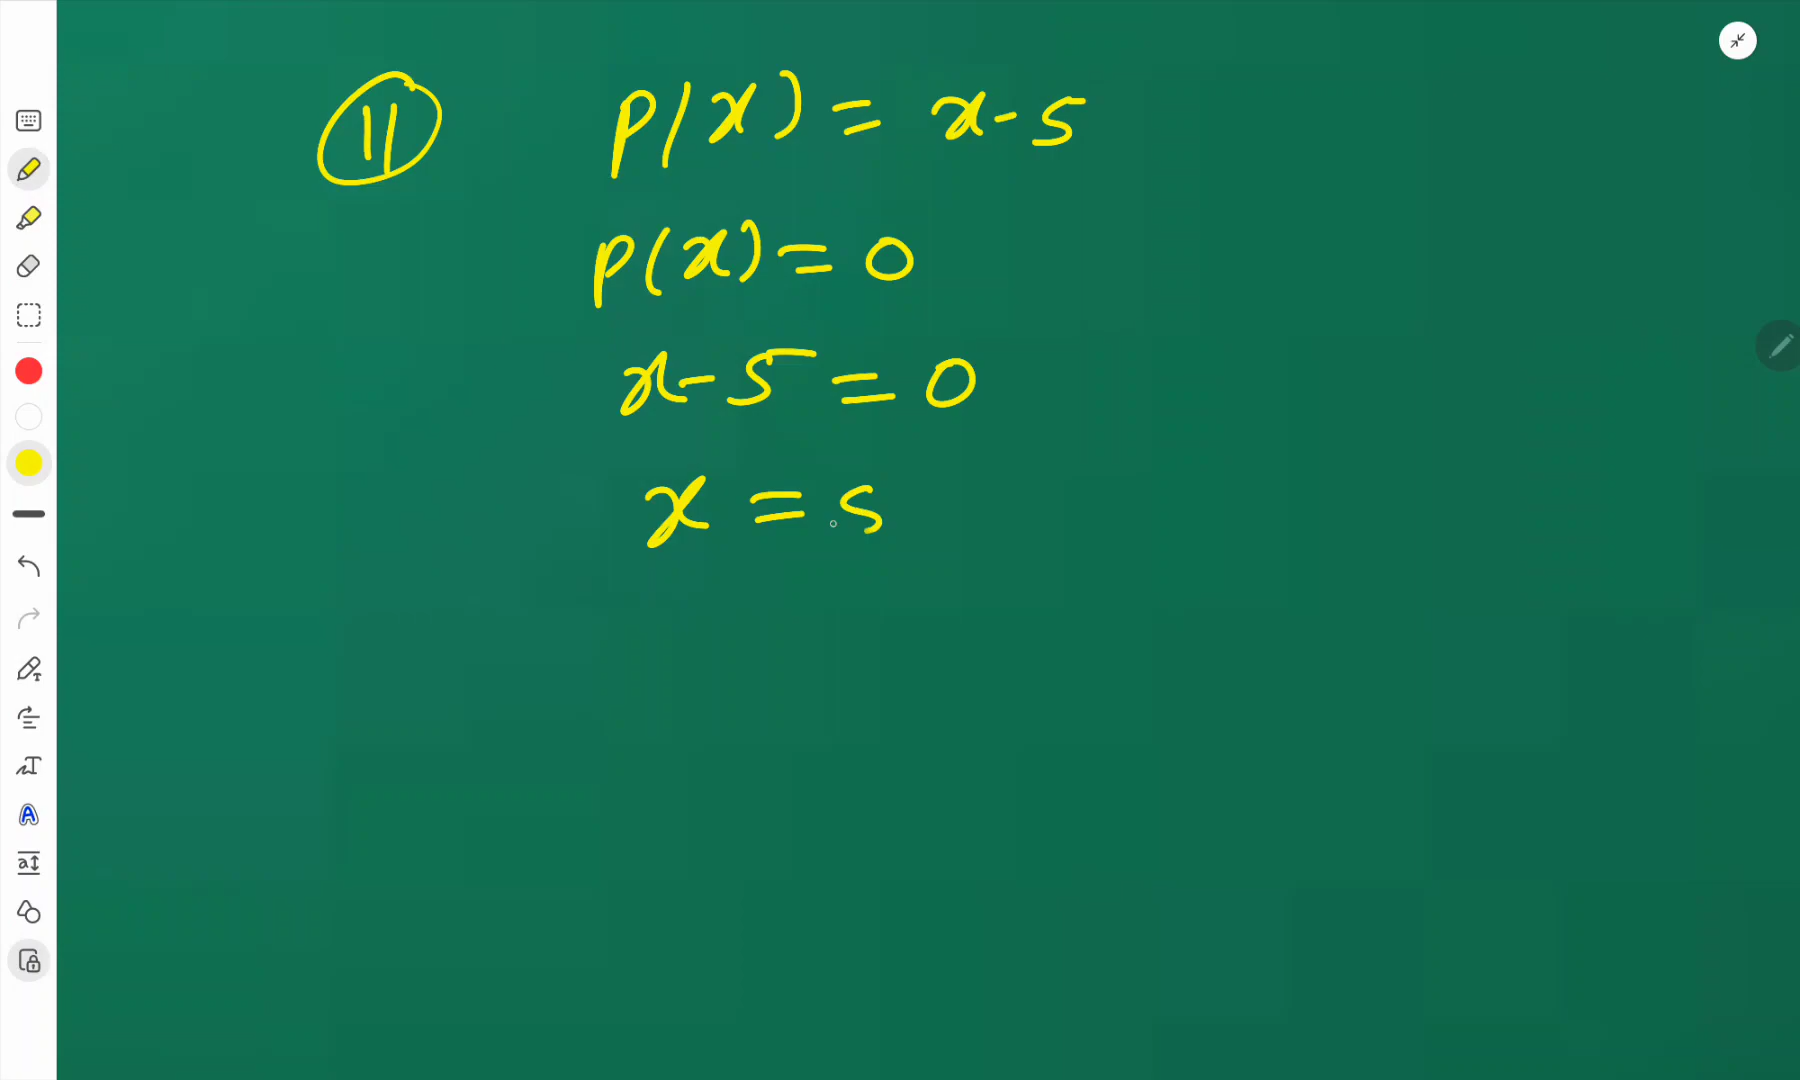 11 p(x) = x - 5
p(x) = 0
x - 5 = 0
x = 5